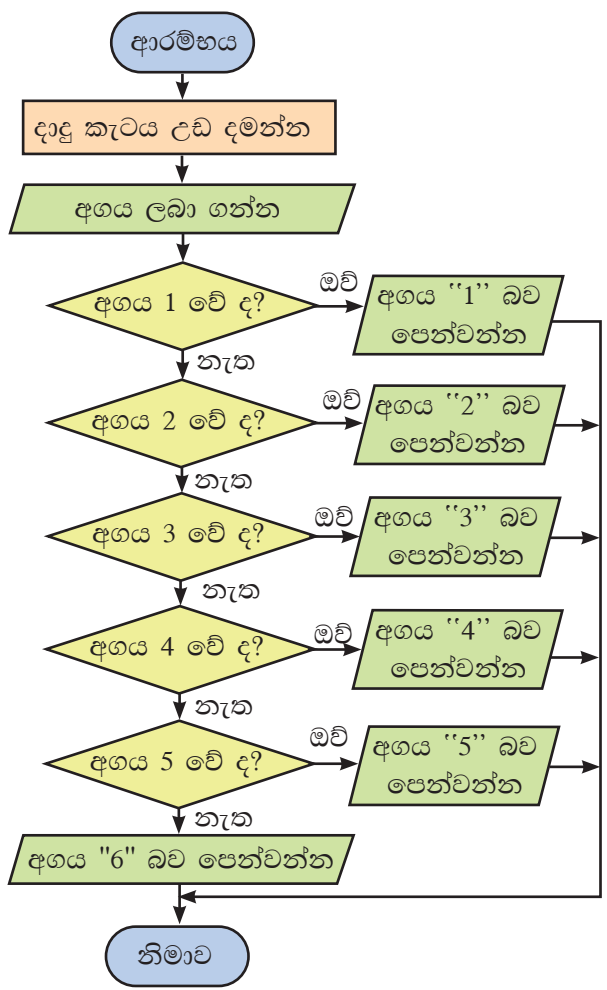 ආරම්භය
දාදු කැටය උඩ දමන්න
අගය ලබා ගන්න
අගය 1 වේ ද?
ඔව්
අගය ‘‘1’’ බව
පෙන්වන්න
නැත
අගය 2 වේ ද?
ඔව්
අගය ‘‘2’’ බව
පෙන්වන්න
නැත
අගය 3 වේ ද?
ඔව්
අගය ‘‘3’’ බව
පෙන්වන්න
නැත
අගය 4 වේ ද?
ඔව්
අගය ‘‘4’’ බව
පෙන්වන්න
නැත
අගය 5 වේ ද?
ඔව්
අගය ‘‘5’’ බව
පෙන්වන්න
නැත
අගය "6" බව පෙන්වන්න
නිමාව